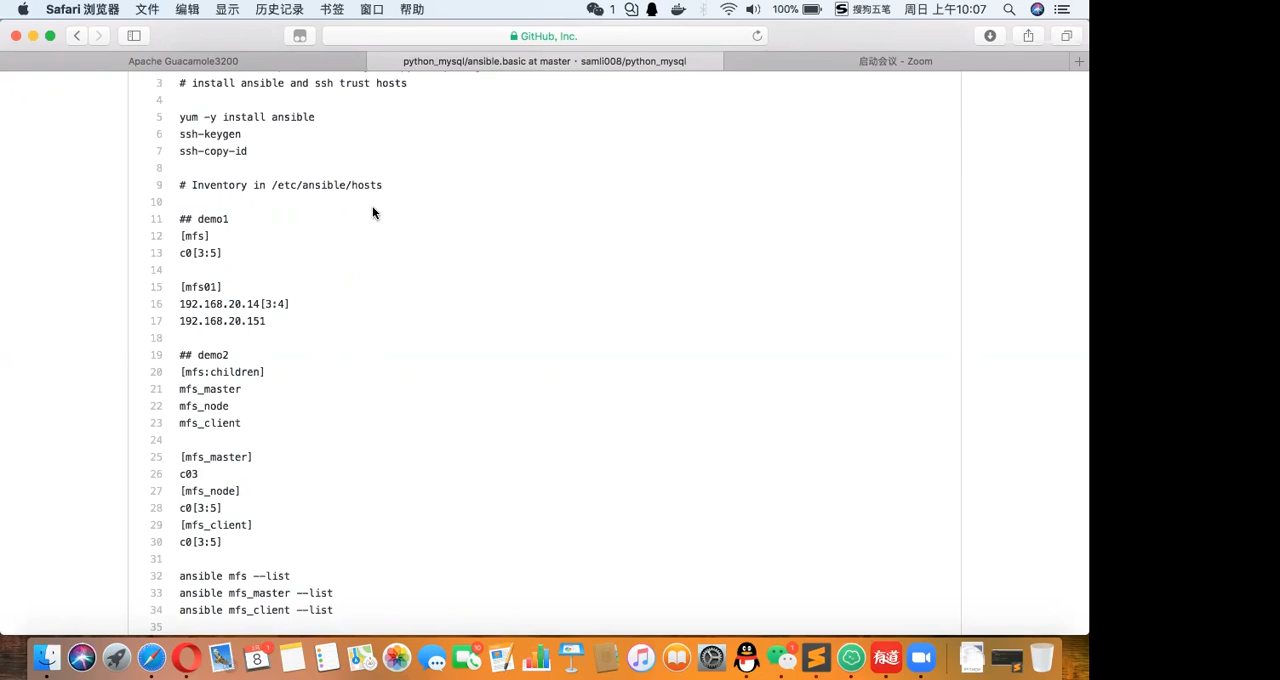 Safari 浏览器 文件 编辑 显示 历史记录 书签 窗口 帮助 1 100% S 搜狗五笔 周日 上午10:07
GitHub, Inc.
Apache Guacamole3200 python_mysql/ansible.basic at master · samli008/python_mysql 启动会议 - Zoom
3 # install ansible and ssh trust hosts
4
5 yum -y install ansible
6 ssh-keygen
7 ssh-copy-id
8
9 # Inventory in /etc/ansible/hosts
10
11 ## demo1
12 [mfs]
13 c0[3:5]
14
15 [mfs01]
16 192.168.20.14[3:4]
17 192.168.20.151
18
19 ## demo2
20 [mfs:children]
21 mfs_master
22 mfs_node
23 mfs_client
24
25 [mfs_master]
26 c03
27 [mfs_node]
28 c0[3:5]
29 [mfs_client]
30 c0[3:5]
31
32 ansible mfs --list
33 ansible mfs_master --list
34 ansible mfs_client --list
35
8
有道